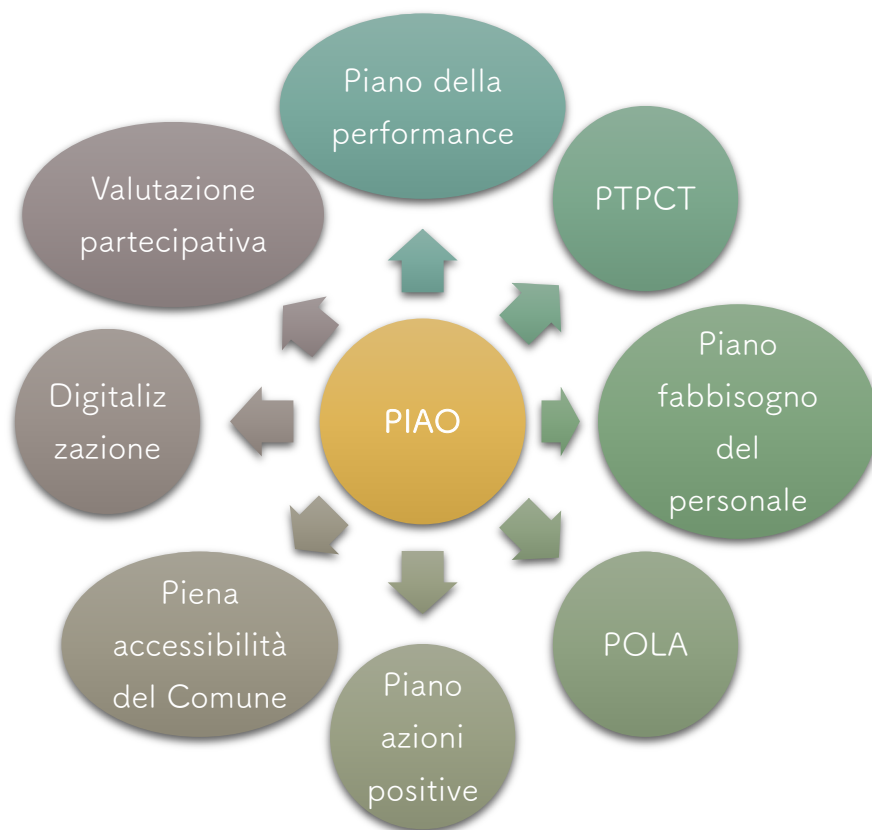 Piano della
performance
PTPCT
Piano
fabbisogno
del
personale
POLA
Piano
azioni
positive
Piena
accessibilità
del Comune
Digitaliz
zazione
Valutazione
partecipativa
PIAO